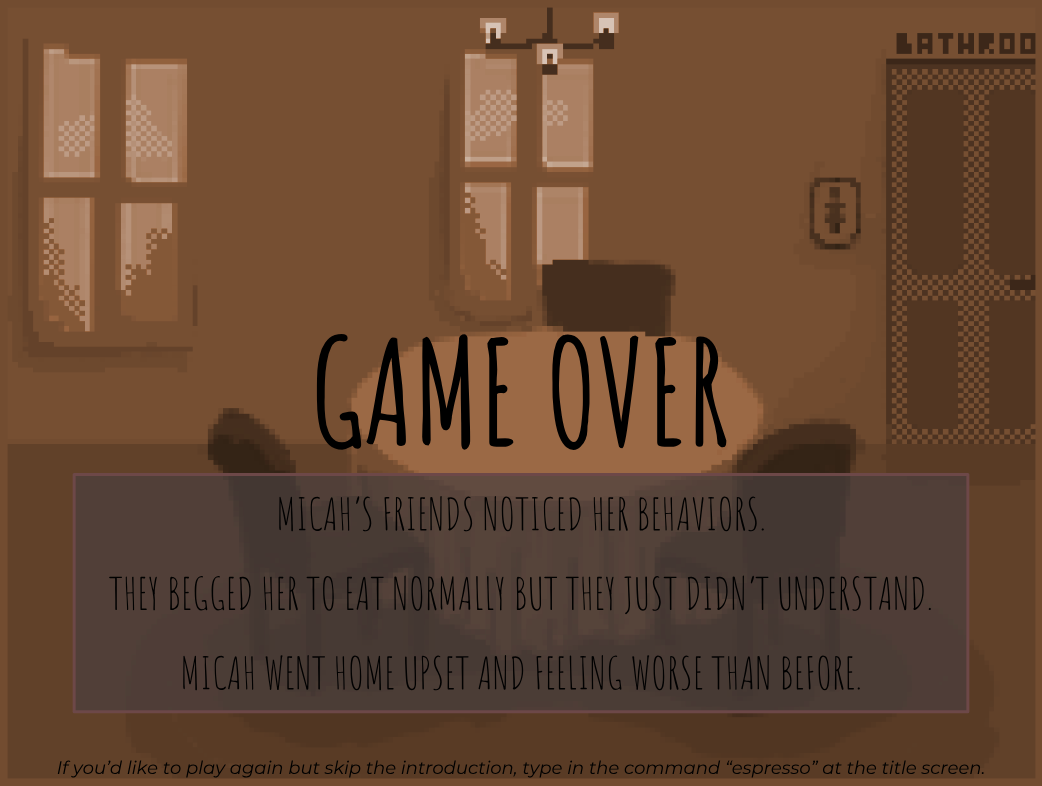 GAME OVER
MICAH'S FRIENDS NOTICED HER BEHAVIORS.
THEY BEGGED HER TO EAT NORMALLY BUT THEY JUST DIDN'T UNDERSTAND.
MICAH WENT HOME UPSET AND FEELING WORSE THAN BEFORE.
If you'd like to play again but skip the introduction, type in the command “espresso” at the title screen.